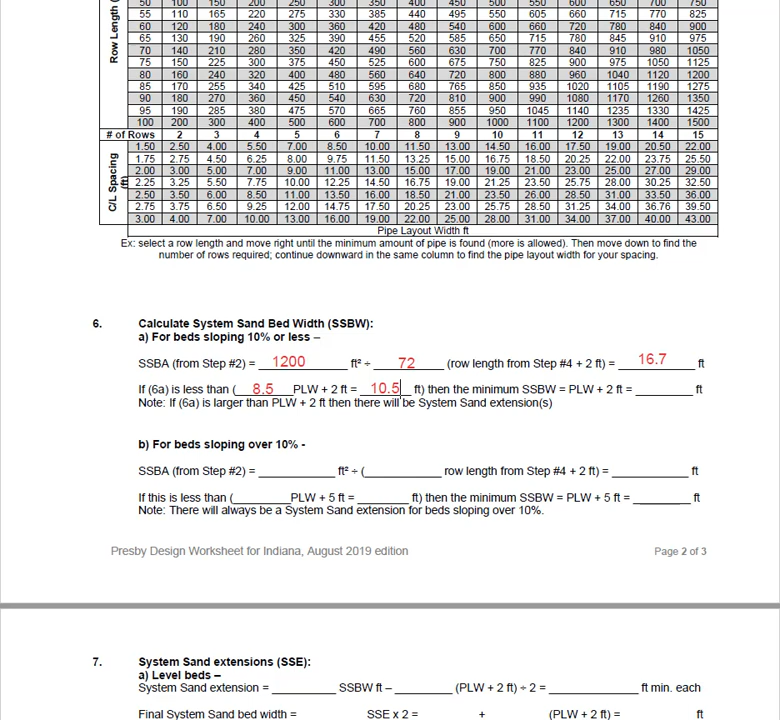 Row Length (
50 100 150 200 250 300 350 400 450 500 550 600 650 700 750
55 110 165 220 275 330 385 440 495 550 605 660 715 770 825
60 120 180 240 300 360 420 480 540 600 660 720 780 840 900
65 130 190 260 325 390 455 520 585 650 715 780 845 910 975
70 140 210 280 350 420 490 560 630 700 770 840 910 980 1050
75 150 225 300 375 450 525 600 675 750 825 900 975 1050 1125
80 160 240 320 400 480 560 640 720 800 880 960 1040 1120 1200
85 170 255 340 425 510 595 680 765 850 935 1020 1105 1190 1275
90 180 270 360 450 540 630 720 810 900 990 1080 1170 1260 1350
95 190 285 380 475 570 665 760 855 950 1045 1140 1235 1330 1425
100 200 300 400 500 600 700 800 900 1000 1100 1200 1300 1400 1500
# of Rows 2 3 4 5 6 7 8 9 10 11 12 13 14 15
C/L Spacing (ft)
1.50 2.50 4.00 5.50 7.00 8.50 10.00 11.50 13.00 14.50 16.00 17.50 19.00 20.50 22.00
1.75 2.75 4.50 6.25 8.00 9.75 11.50 13.25 15.00 16.75 18.50 20.25 22.00 23.75 25.50
2.00 3.00 5.00 7.00 9.00 11.00 13.00 15.00 17.00 19.00 21.00 23.00 25.00 27.00 29.00
2.25 3.25 5.50 7.75 10.00 12.25 14.50 16.75 19.00 21.25 23.50 25.75 28.00 30.25 32.50
2.50 3.50 6.00 8.50 11.00 13.50 16.00 18.50 21.00 23.50 26.00 28.50 31.00 33.50 36.00
2.75 3.75 6.50 9.25 12.00 14.75 17.50 20.25 23.00 25.75 28.50 31.25 34.00 36.76 39.50
3.00 4.00 7.00 10.00 13.00 16.00 19.00 22.00 25.00 28.00 31.00 34.00 37.00 40.00 43.00
Pipe Layout Width ft
Ex: select a row length and move right until the minimum amount of pipe is found (more is allowed). Then move down to find the
number of rows required; continue downward in the same column to find the pipe layout width for your spacing.
6. Calculate System Sand Bed Width (SSBW):
a) For beds sloping 10% or less –
SSBA (from Step #2) = 1200 ft² ÷ 72 (row length from Step #4 + 2 ft) = 16.7 ft
If (6a) is less than ( 8.5 PLW + 2 ft = 10.5 ft) then the minimum SSBW = PLW + 2 ft = ________ ft
Note: If (6a) is larger than PLW + 2 ft then there will be System Sand extension(s)
b) For beds sloping over 10% -
SSBA (from Step #2) = ___________ ft² ÷ (___________ row length from Step #4 + 2 ft) = ___________ ft
If this is less than (________PLW + 5 ft = _______ ft) then the minimum SSBW = PLW + 5 ft = ________ ft
Note: There will always be a System Sand extension for beds sloping over 10%.
Presby Design Worksheet for Indiana, August 2019 edition Page 2 of 3
7. System Sand extensions (SSE):
a) Level beds –
System Sand extension = _________ SSBW ft – ________ (PLW + 2 ft) ÷ 2 = ____________ ft min. each
Final System Sand bed width = SSE x 2 = + (PLW + 2 ft) = ft